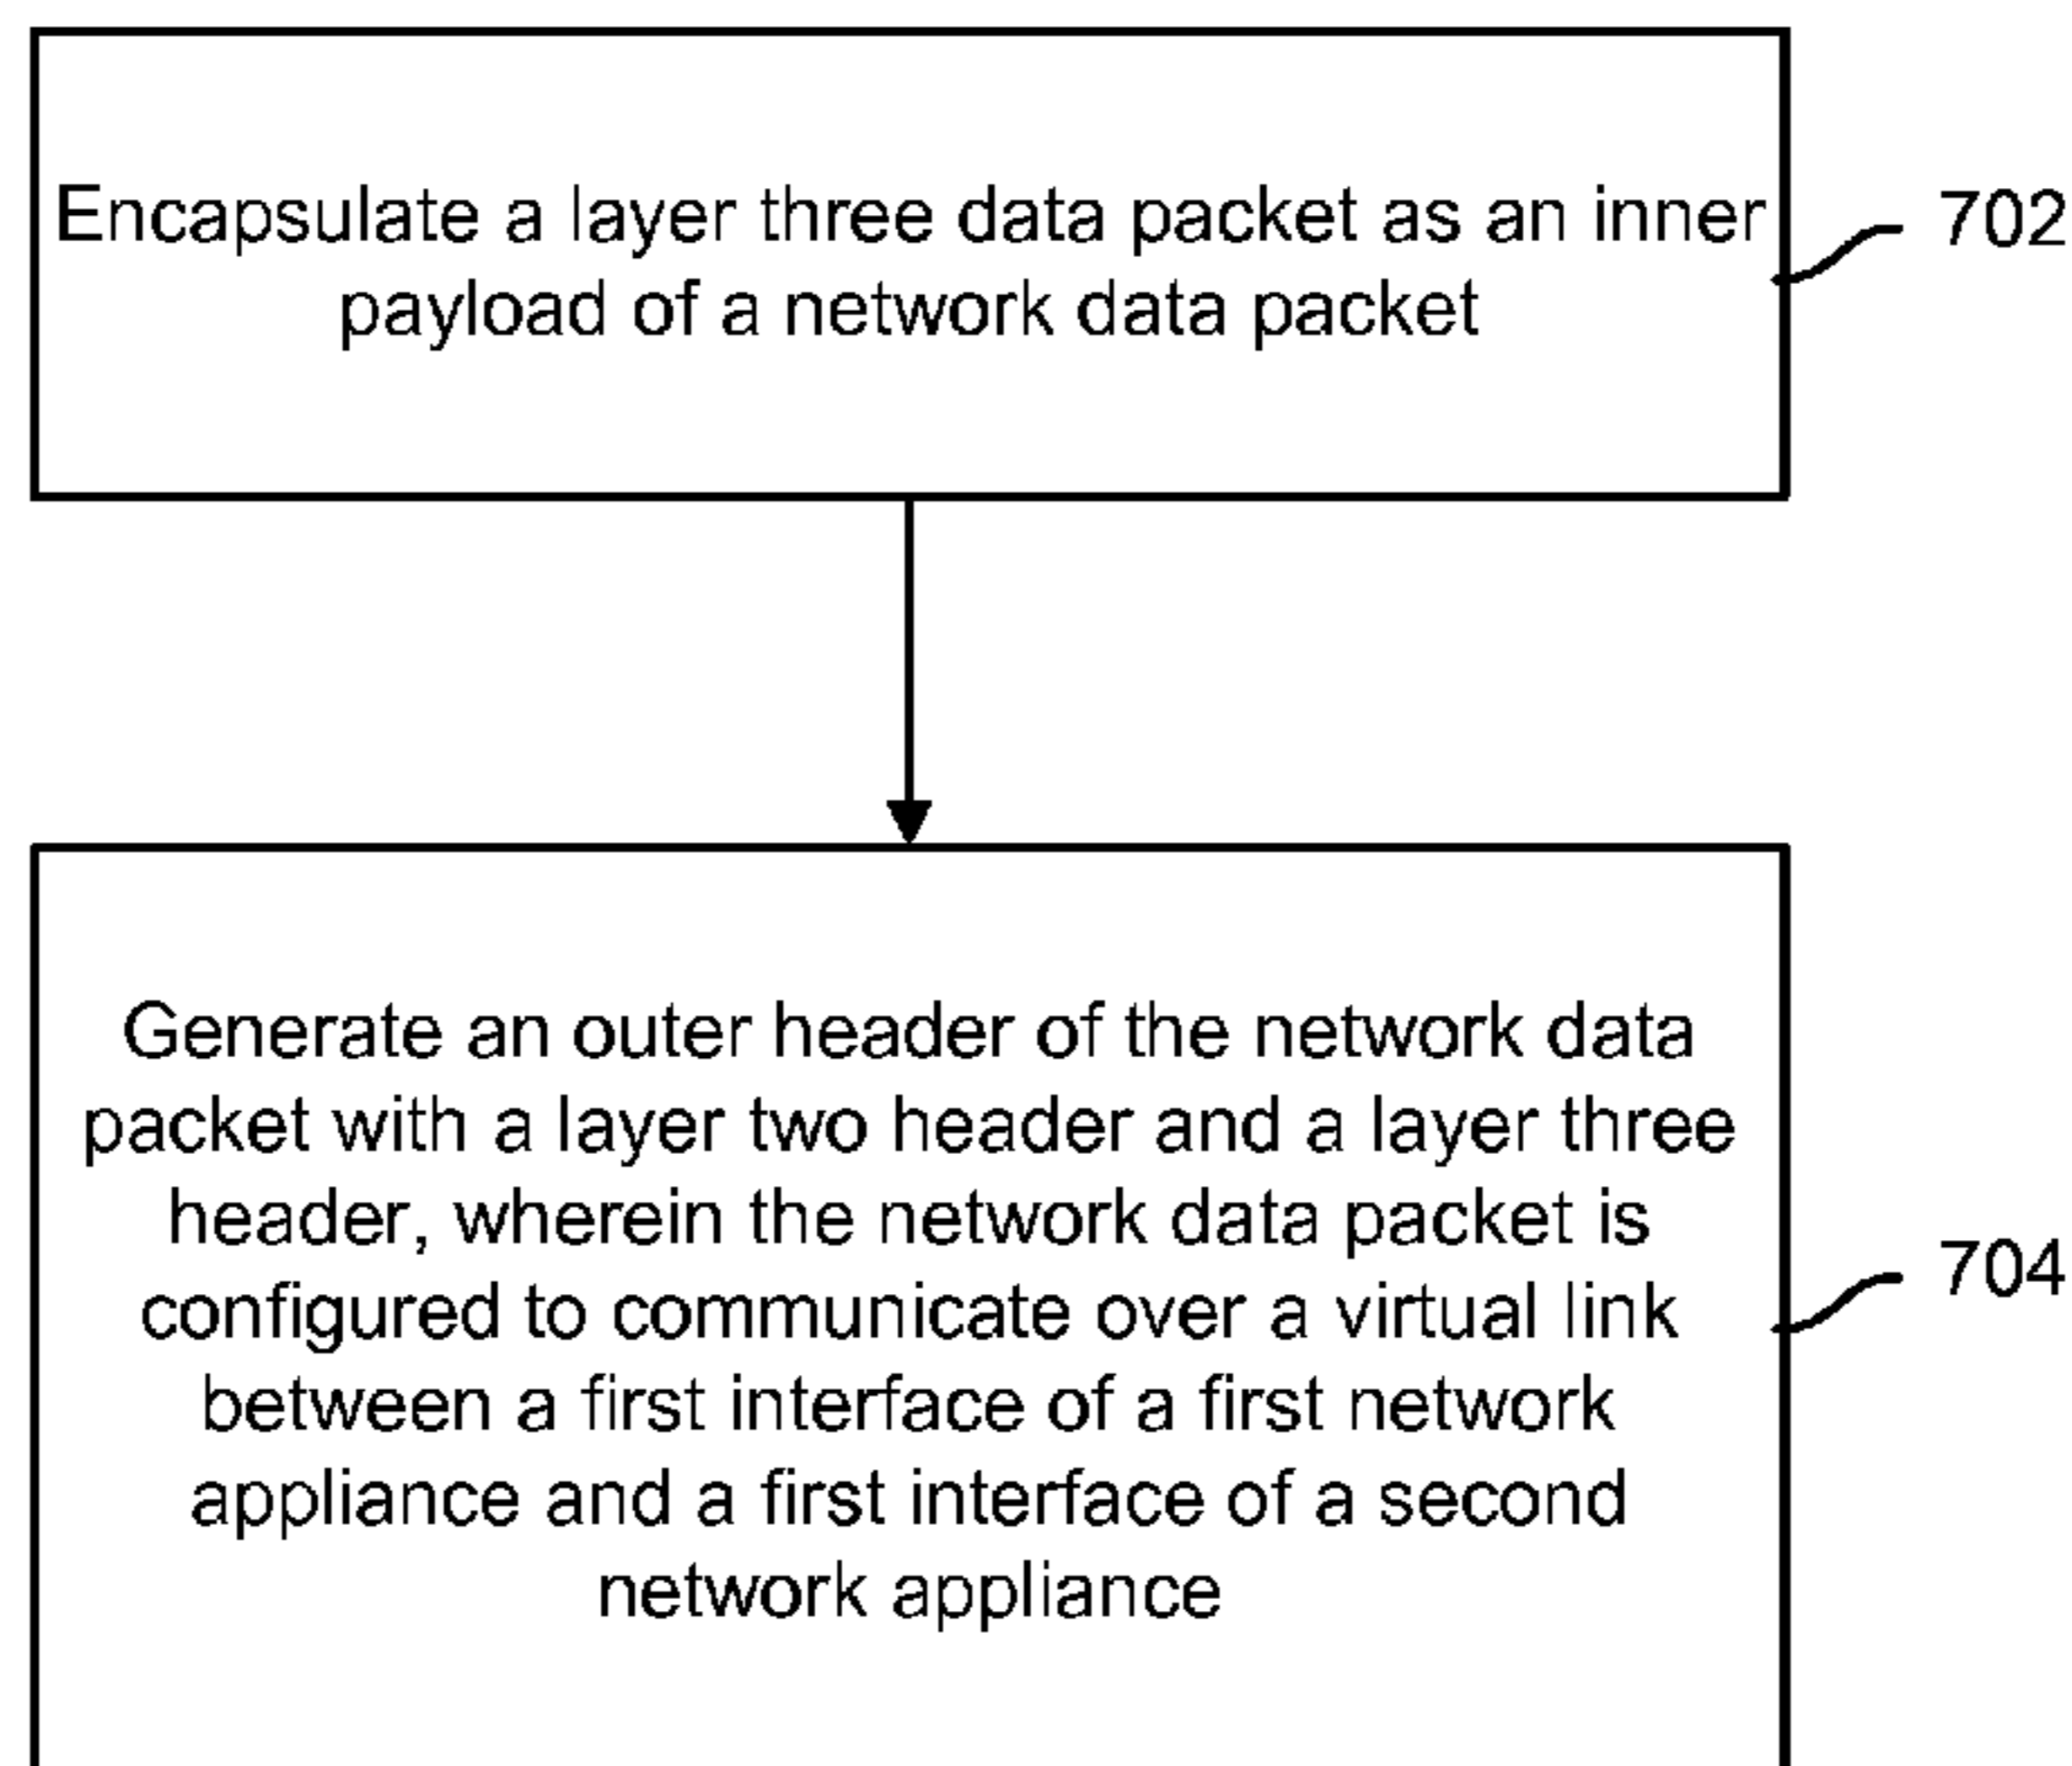 Encapsulate a layer three data packet as an inner
payload of a network data packet
702
Generate an outer header of the network data
packet with a layer two header and a layer three
header, wherein the network data packet is
configured to communicate over a virtual link
between a first interface of a first network
appliance and a first interface of a second
network appliance
704